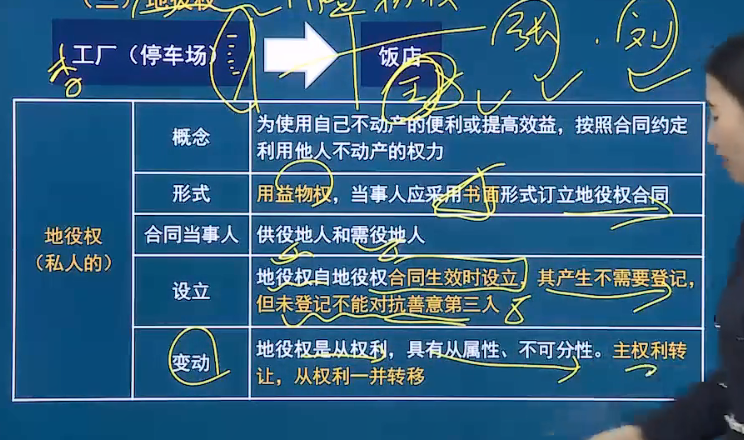 （二）地役权
工厂（停车场）
饭店
李
王
张
刘
地役权
（私人的）
概念
为使用自己不动产的便利或提高效益，按照合同约定
利用他人不动产的权力
形式
用益物权，当事人应采用书面形式订立地役权合同
合同当事人
供役地人和需役地人
设立
地役权自地役权合同生效时设立，其产生不需要登记，
但未登记不能对抗善意第三人
变动
地役权是从权利，具有从属性、不可分性。主权利转
让，从权利一并转移